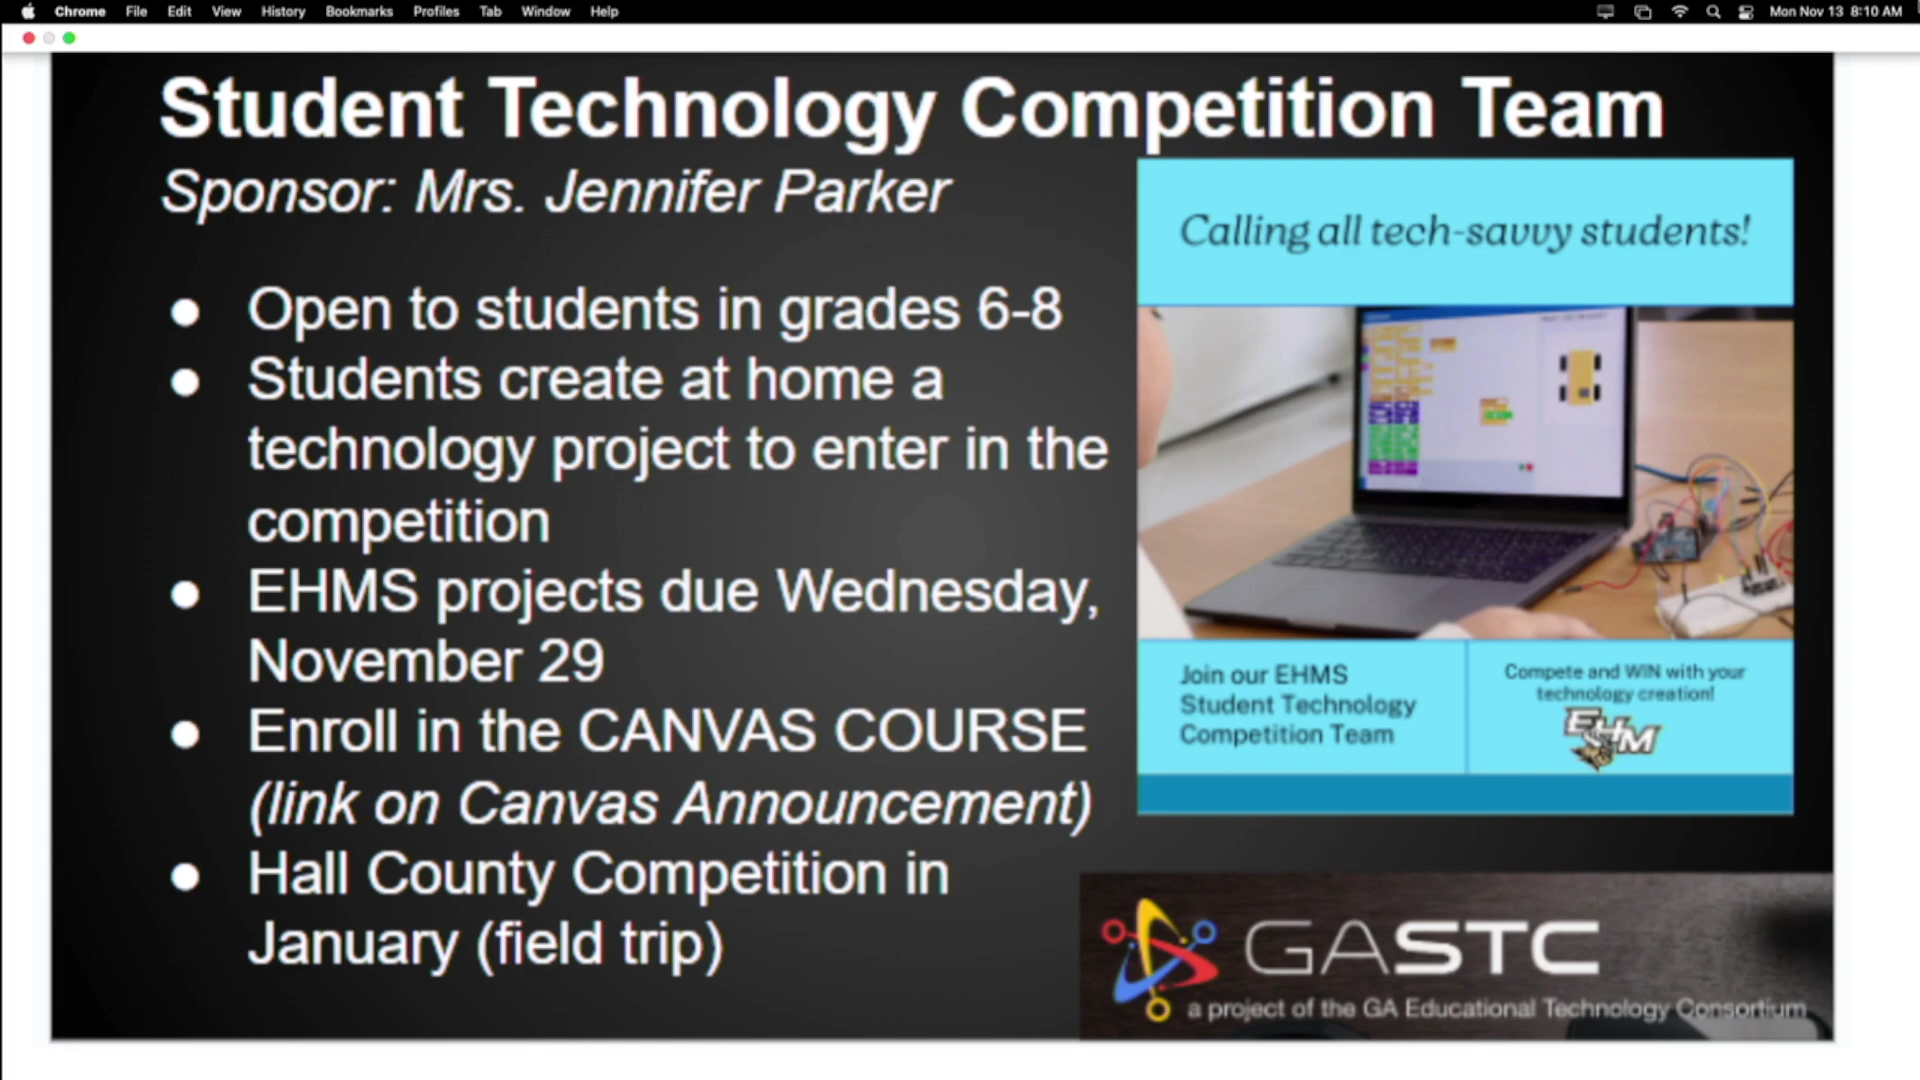 Chrome File Edit View History Bookmarks Profiles Tab Window Help Mon Nov 13 8:10 AM
Student Technology Competition Team
Sponsor: Mrs. Jennifer Parker
● Open to students in grades 6-8
● Students create at home a
technology project to enter in the
competition
● EHMS projects due Wednesday,
November 29
● Enroll in the CANVAS COURSE
(link on Canvas Announcement)
● Hall County Competition in
January (field trip)
Calling all tech-savvy students!
Join our EHMS
Student Technology
Competition Team
Compete and WIN with your
technology creation!
EHM
GASTC
a project of the GA Educational Technology Consortium